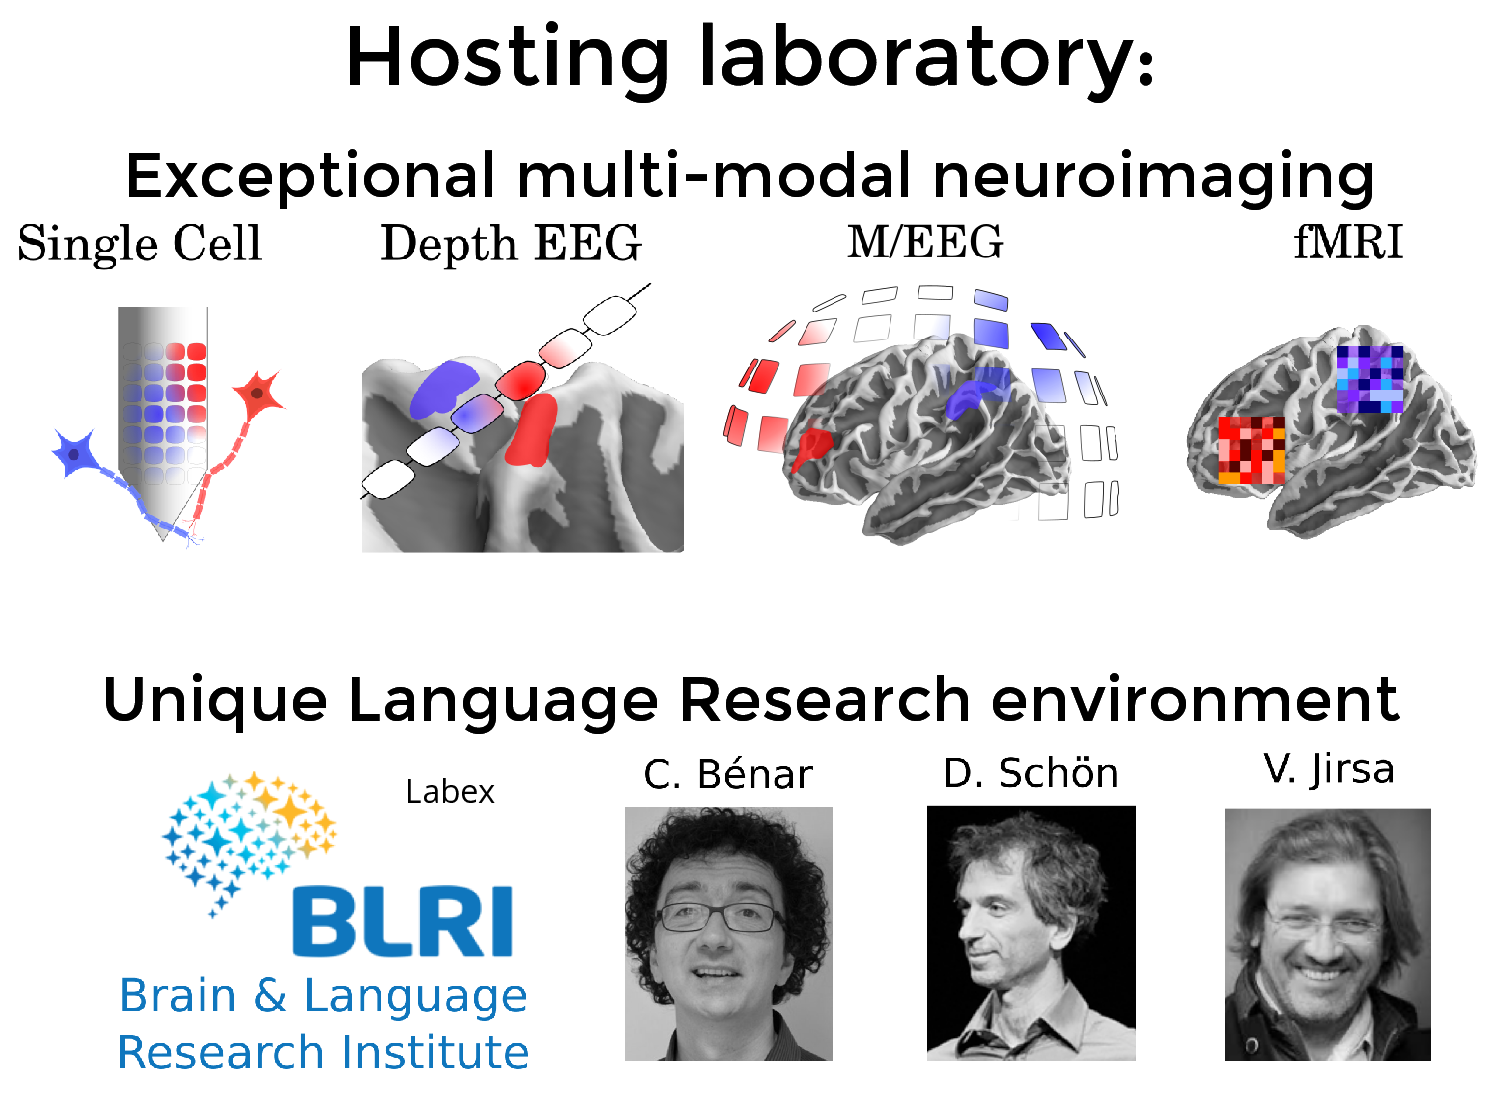 Hosting laboratory:
Exceptional multi-modal neuroimaging
Single Cell
Depth EEG
M/EEG
fMRI
Unique Language Research environment
Labex
BLRI
Brain & Language
Research Institute
C. Bénar
D. Schön
V. Jirsa